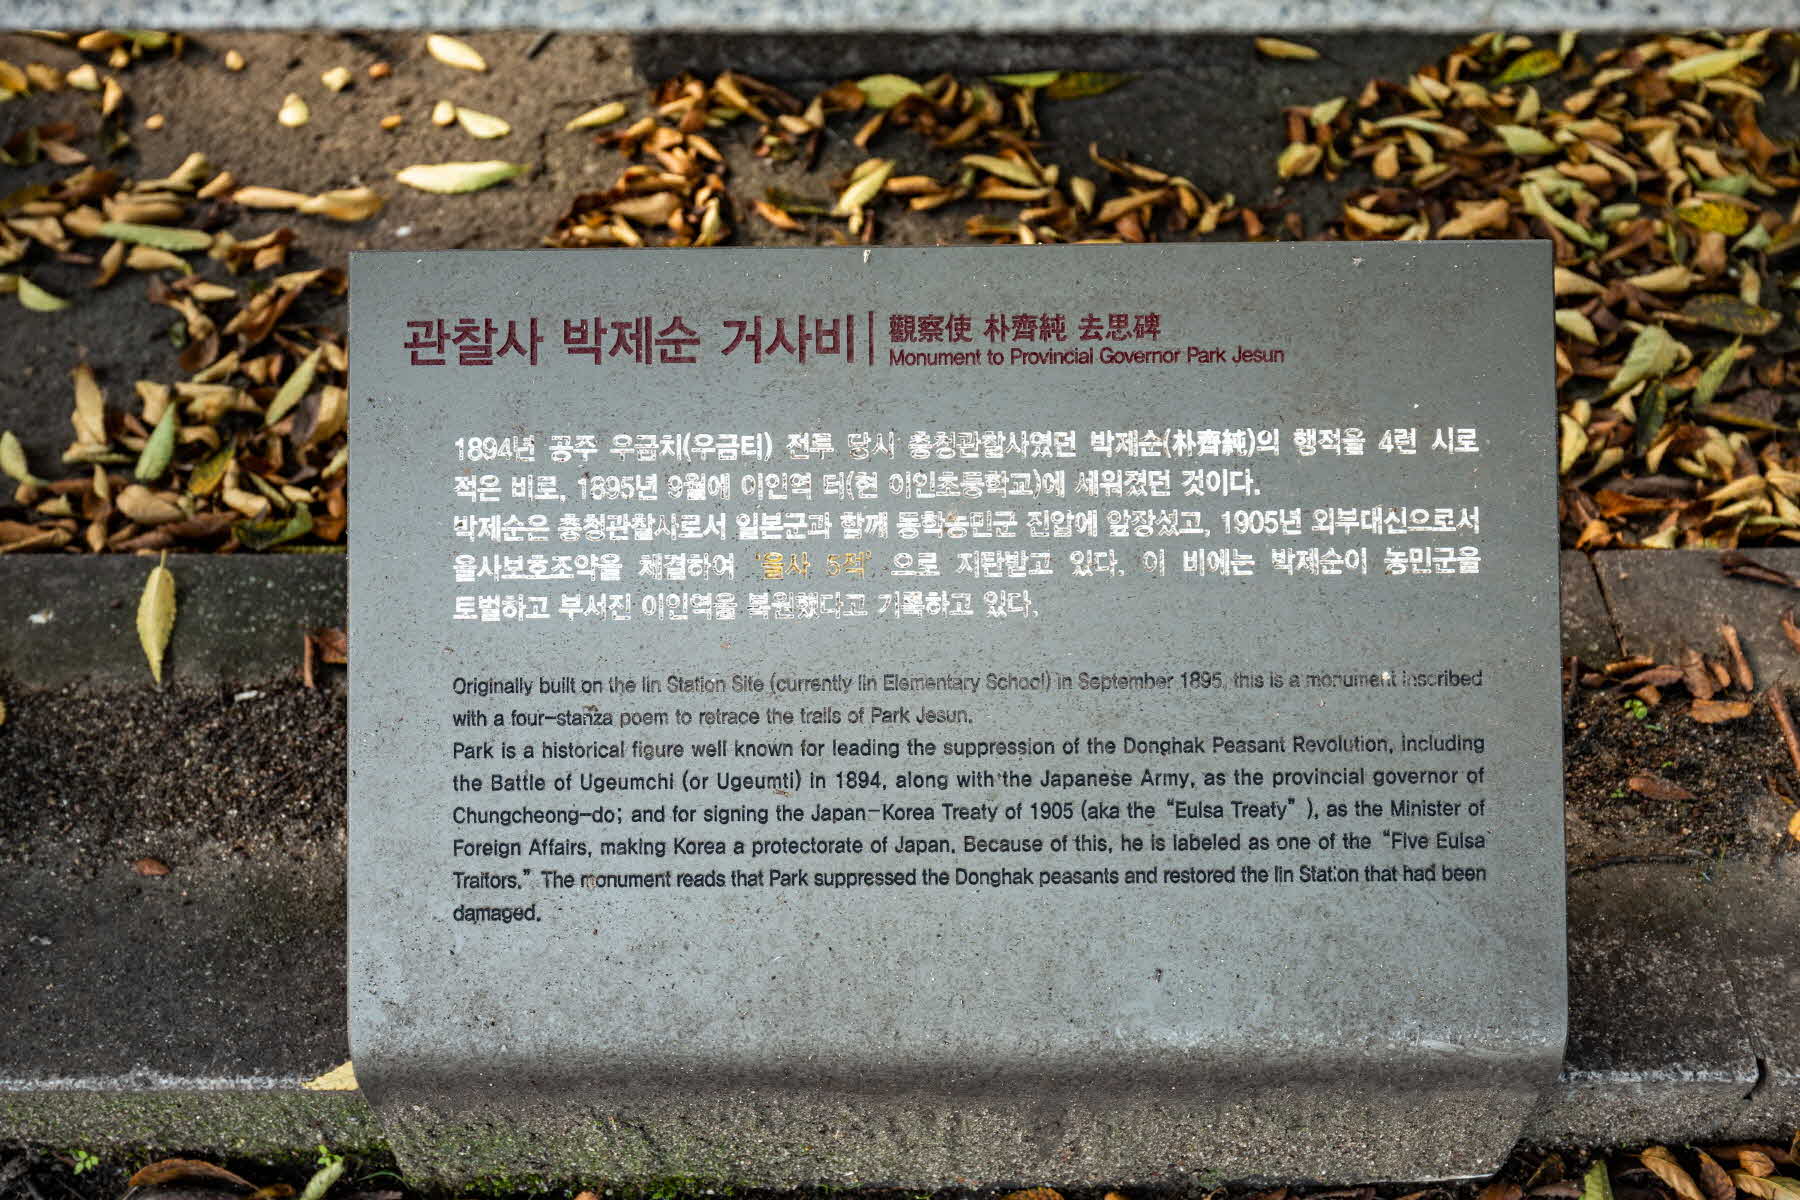 관찰사 박제순 거사비
觀察使 朴齊純 去思碑
Monument to Provincial Governor Park Jesun
1894년 공주 우금치(우금티) 전투 당시 충청관찰사였던 박제순(朴齊純)의 행적을 4련 시로
적은 비로, 1895년 9월에 이인역 터(현 이인초등학교)에 세워졌던 것이다.
박제순은 충청관찰사로서 일본군과 함께 동학농민군 진압에 앞장섰고, 1905년 외부대신으로서
을사보호조약을 체결하여 ‘을사 5적’ 으로 지탄받고 있다. 이 비에는 박제순이 농민군을
토벌하고 부서진 이인역을 복원했다고 기록하고 있다.
Originally built on the Iin Station Site (currently Iin Elementary School) in September 1895, this is a monument inscribed
with a four-stanza poem to retrace the trails of Park Jesun.
Park is a historical figure well known for leading the suppression of the Donghak Peasant Revolution, including
the Battle of Ugeumchi (or Ugeumti) in 1894, along with the Japanese Army, as the provincial governor of
Chungcheong-do; and for signing the Japan-Korea Treaty of 1905 (aka the “Eulsa Treaty” ), as the Minister of
Foreign Affairs, making Korea a protectorate of Japan. Because of this, he is labeled as one of the “Five Eulsa
Traitors.” The monument reads that Park suppressed the Donghak peasants and restored the Iin Station that had been
damaged.